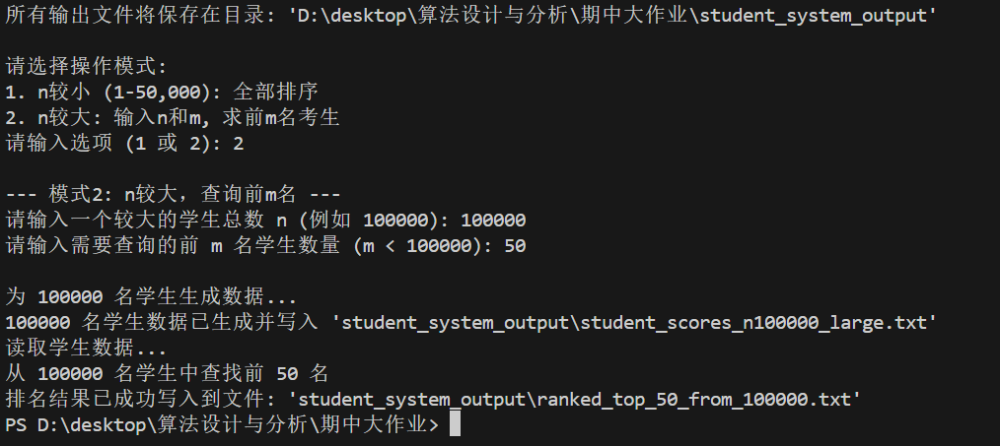 所有输出文件将保存在目录: 'D:\desktop\算法设计与分析\期中大作业\student_system_output'
请选择操作模式:
1. n较小 (1-50,000): 全部排序
2. n较大: 输入n和m, 求前m名考生
请输入选项 (1 或 2): 2
--- 模式2: n较大，查询前m名 ---
请输入一个较大的学生总数 n (例如 100000): 100000
请输入需要查询的前 m 名学生数量 (m < 100000): 50
为 100000 名学生生成数据...
100000 名学生数据已生成并写入 'student_system_output\student_scores_n100000_large.txt'
读取学生数据...
从 100000 名学生中查找前 50 名
排名结果已成功写入到文件: 'student_system_output\ranked_top_50_from_100000.txt'
PS D:\desktop\算法设计与分析\期中大作业>